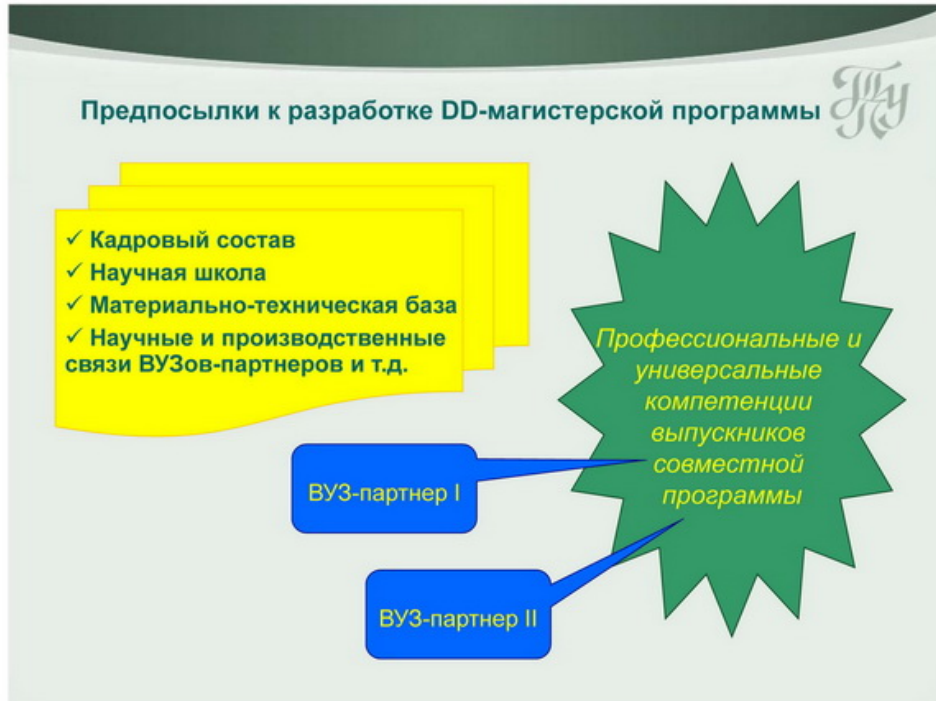 Предпосылки к разработке DD-магистерской программы
ТПУ
✓ Кадровый состав
✓ Научная школа
✓ Материально-техническая база
✓ Научные и производственные
связи ВУЗов-партнеров и т.д.
Профессиональные и
универсальные
компетенции
выпускников
совместной
программы
ВУЗ-партнер I
ВУЗ-партнер II